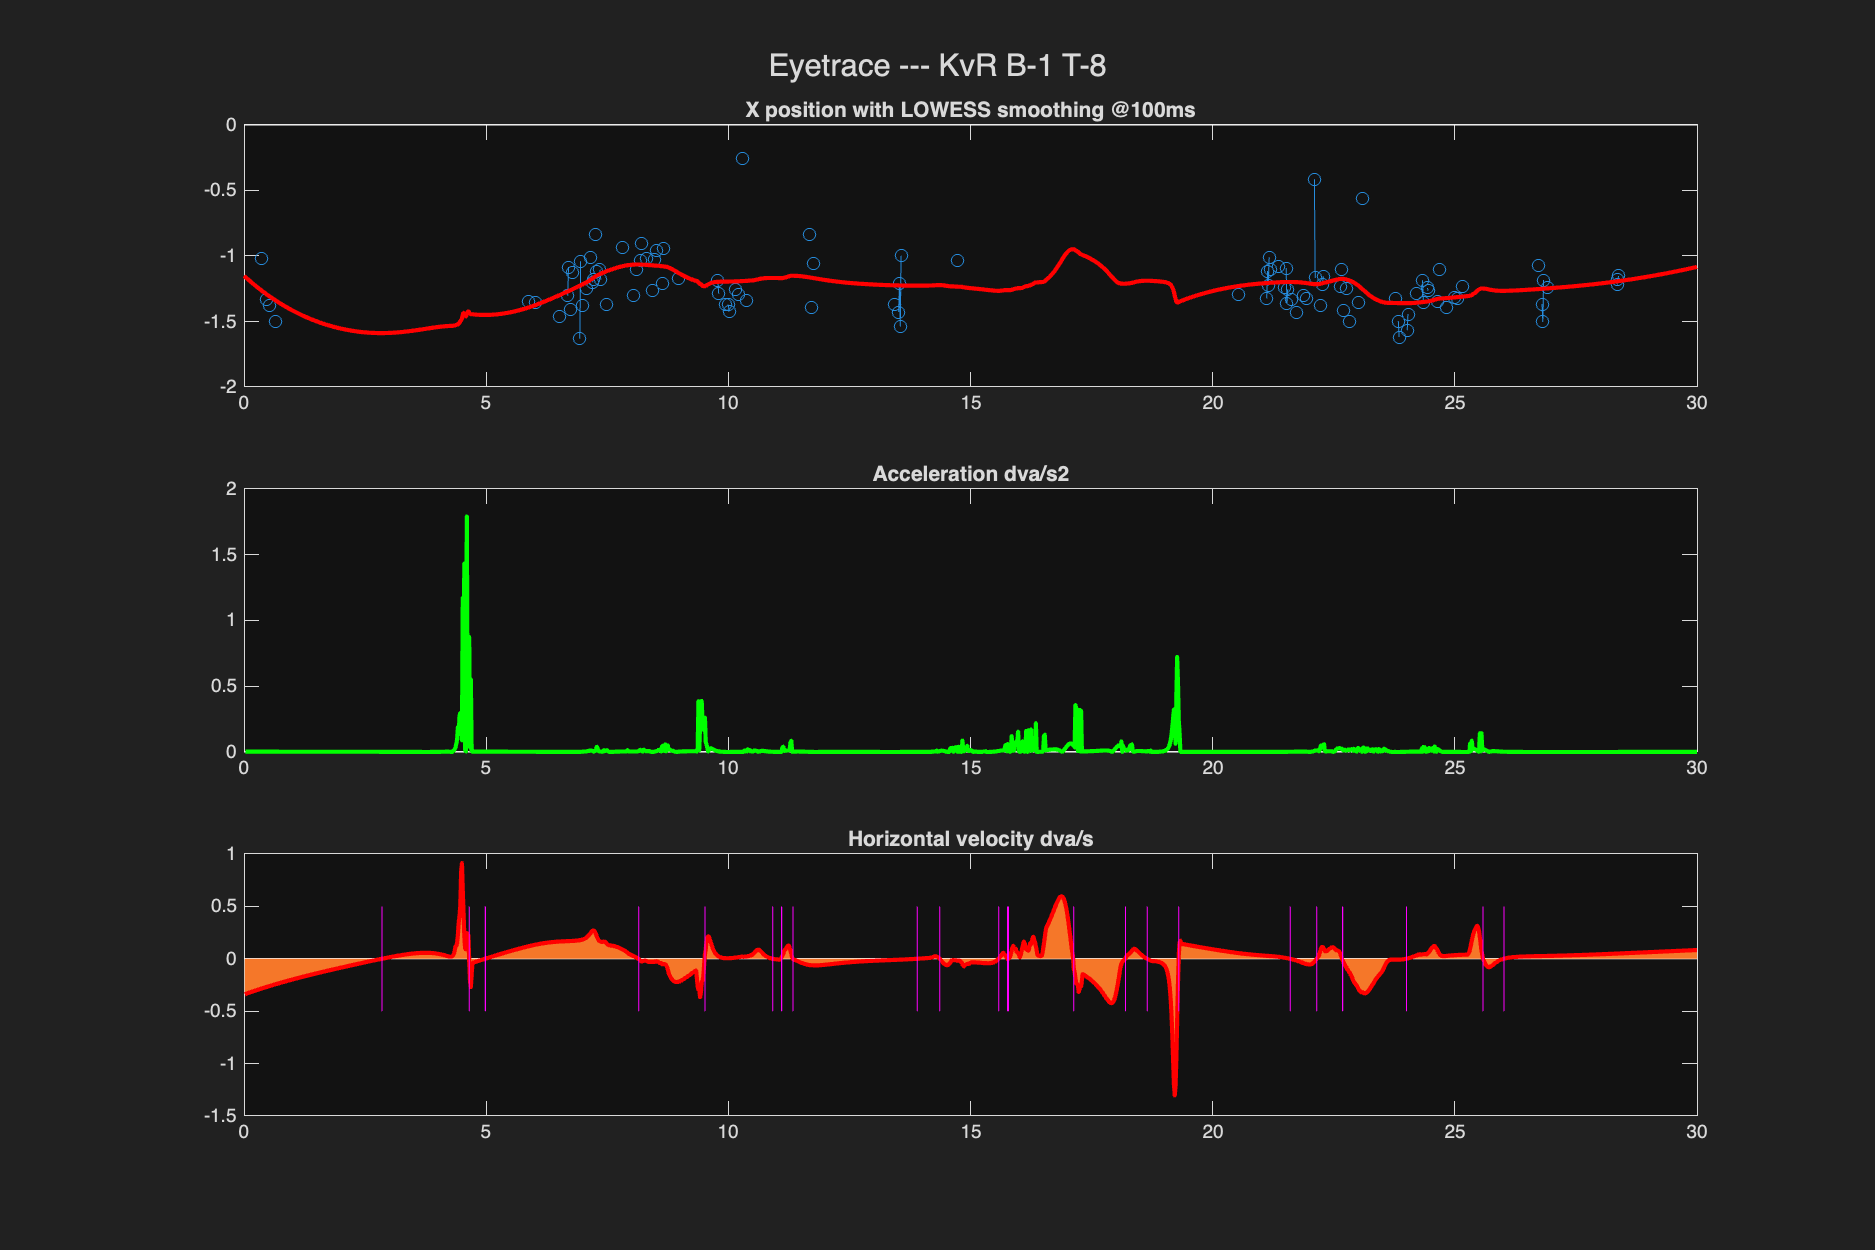 Eyetrace --- KvR B-1 T-8
X position with LOWESS smoothing @100ms
0
-0.5
-1
-1.5
-2
0 5 10 15 20 25 30
Acceleration dva/s2
2
1.5
1
0.5
0
0 5 10 15 20 25 30
Horizontal velocity dva/s
1
0.5
0
-0.5
-1
-1.5
0 5 10 15 20 25 30